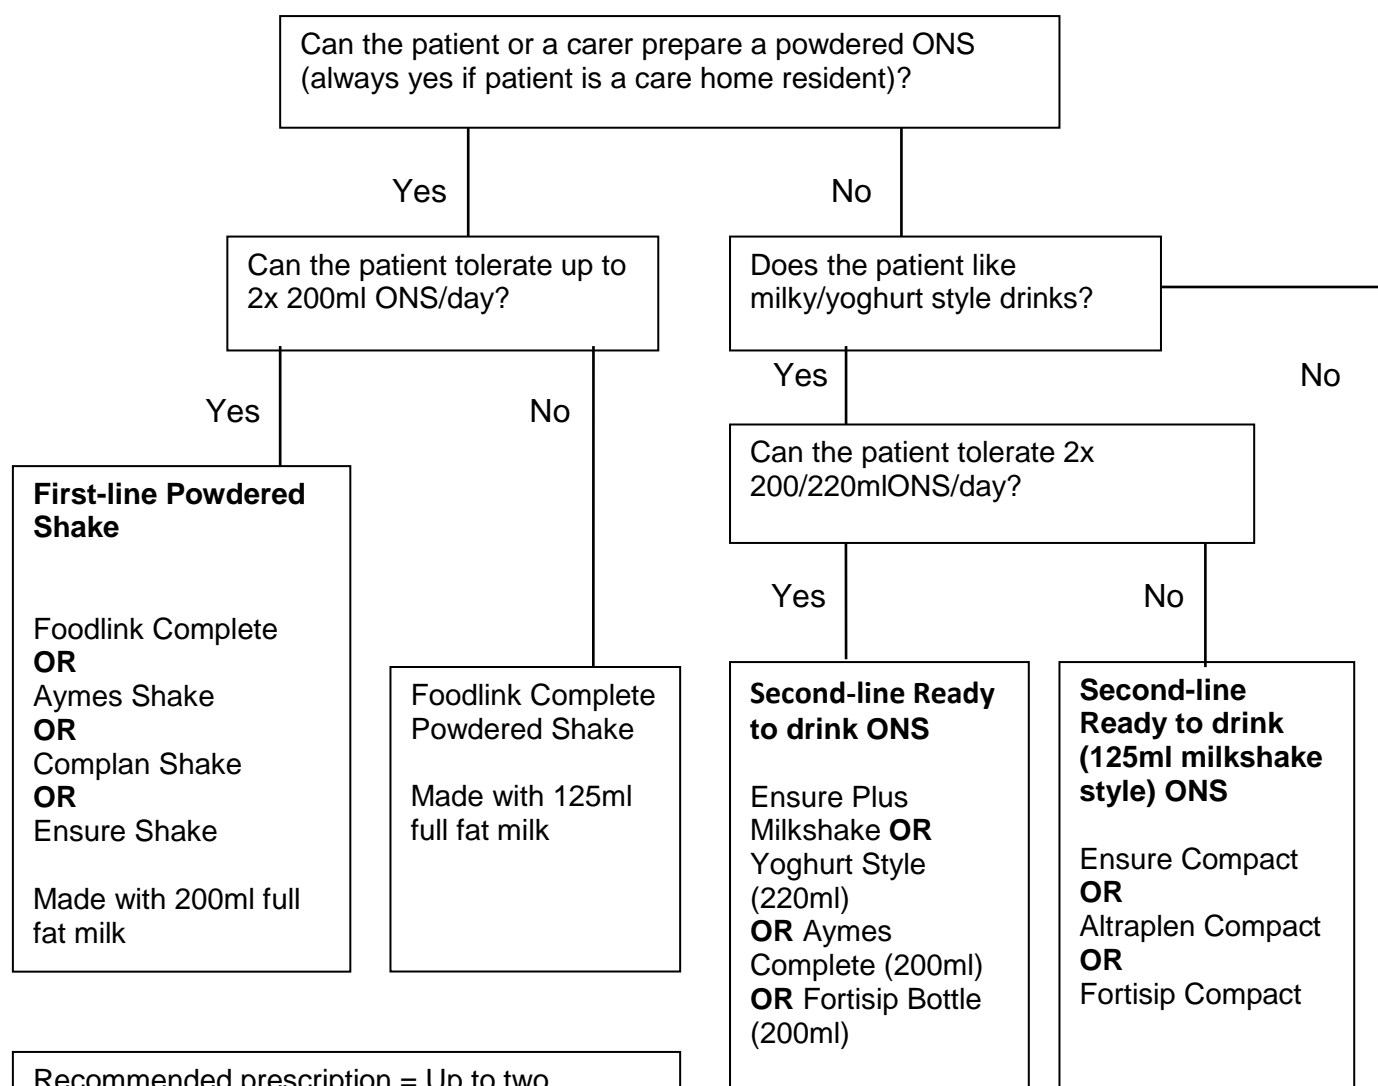 Can the patient or a carer prepare a powdered ONS
(always yes if patient is a care home resident)?
Yes
No
Can the patient tolerate up to
2x 200ml ONS/day?
Does the patient like
milky/yoghurt style drinks?
Yes
No
Yes
No
Can the patient tolerate 2x
200/220mlONS/day?
First-line Powdered
Shake
Foodlink Complete
OR
Aymes Shake
OR
Complan Shake
OR
Ensure Shake
Made with 200ml full
fat milk
Foodlink Complete
Powdered Shake
Made with 125ml
full fat milk
Yes
No
Second-line Ready
to drink ONS
Ensure Plus
Milkshake OR
Yoghurt Style
(220ml)
OR Aymes
Complete (200ml)
OR Fortisip Bottle
(200ml)
Second-line
Ready to drink
(125ml milkshake
style) ONS
Ensure Compact
OR
Altraplen Compact
OR
Fortisip Compact
Recommended prescription = Up to two